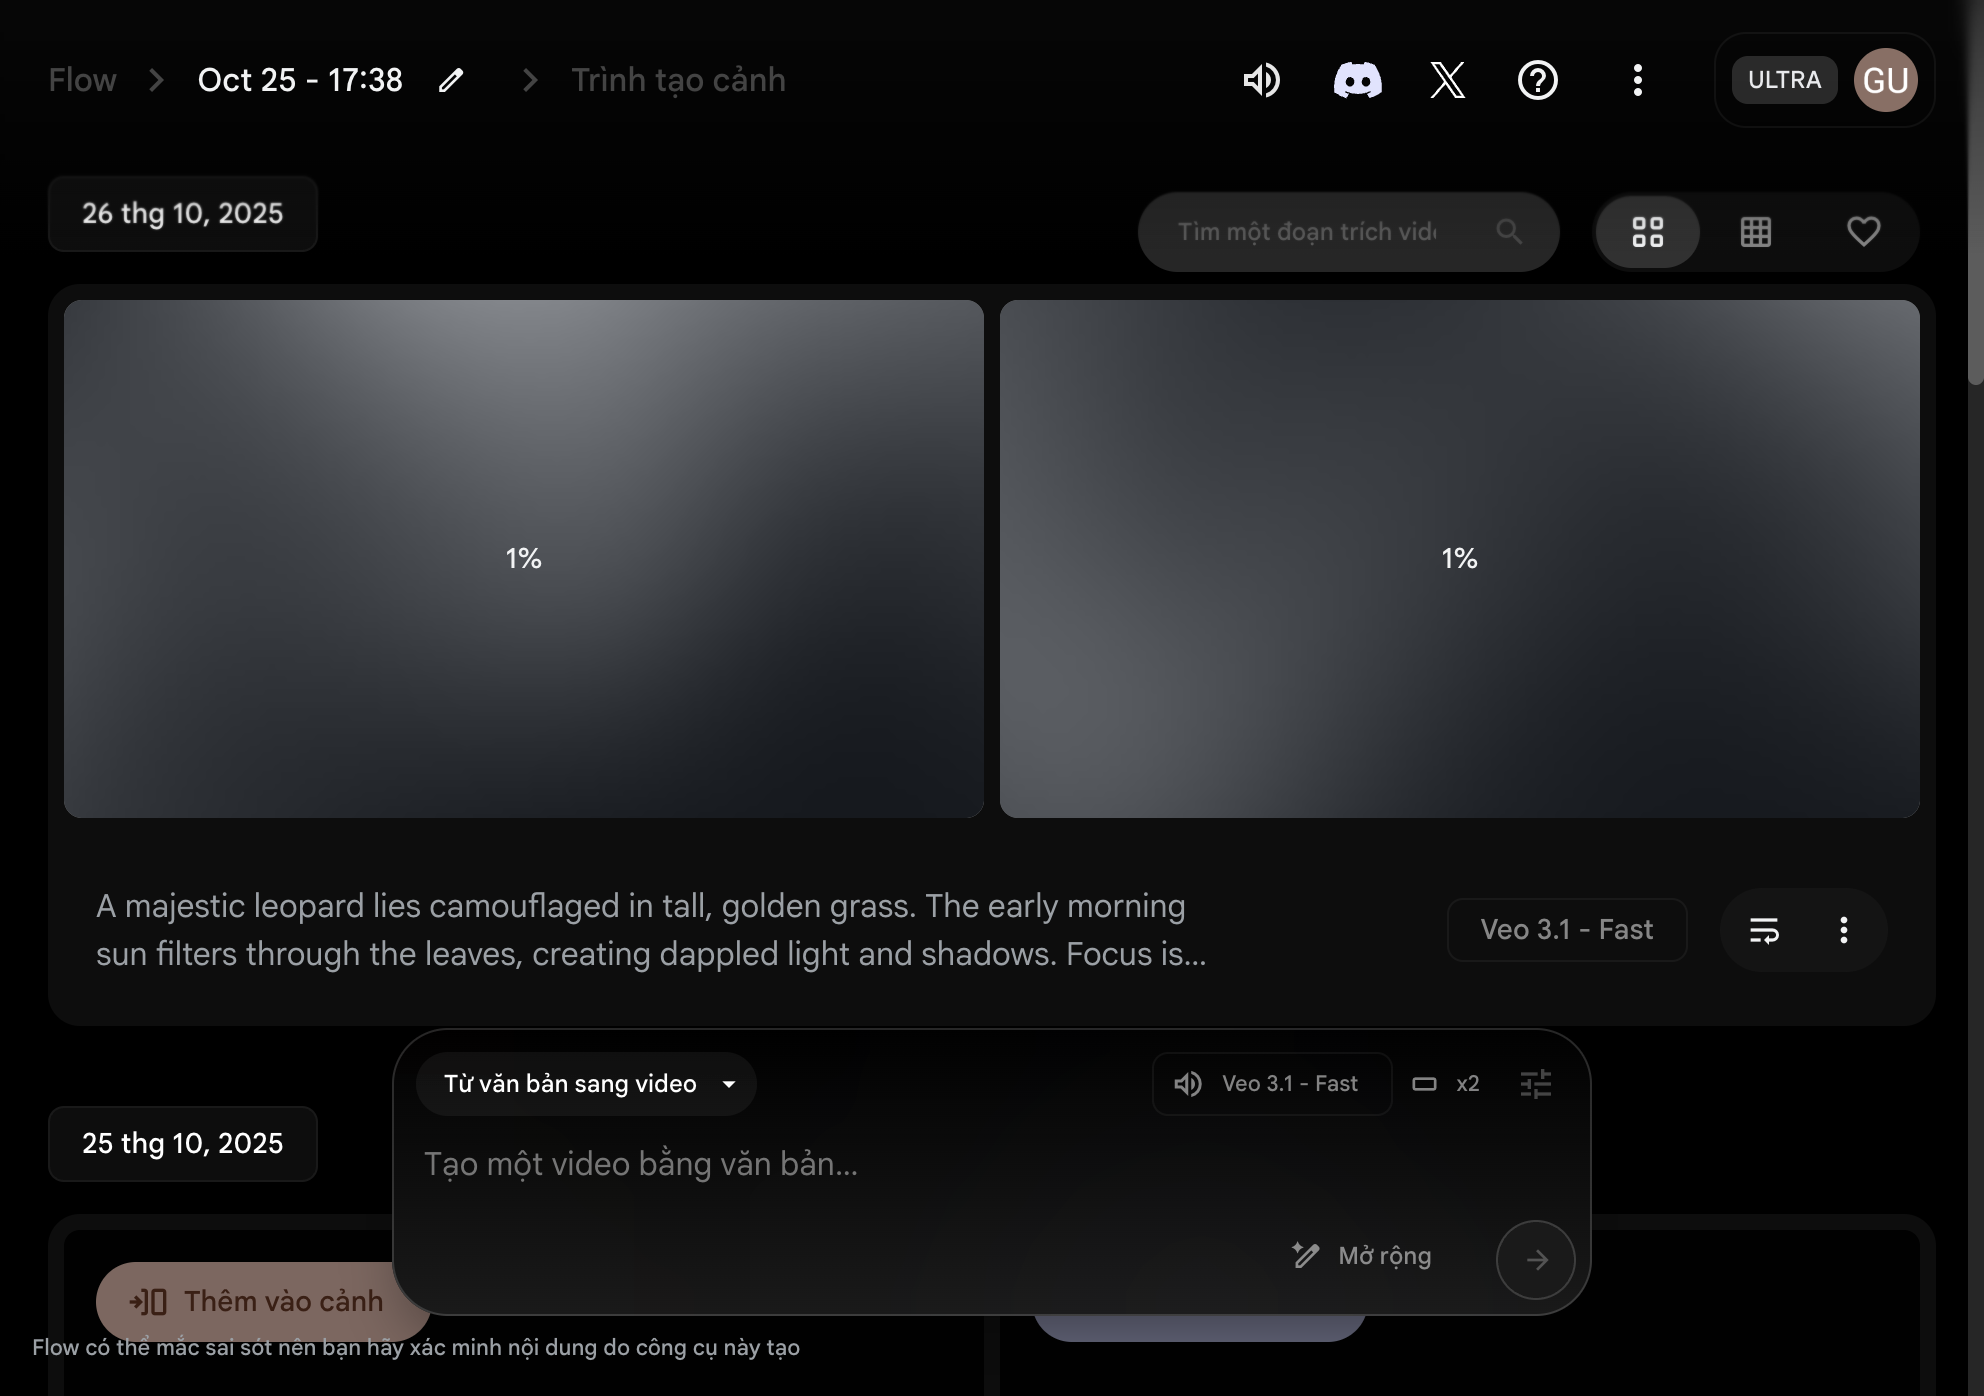 Flow
Oct 25 - 17:38
Trình tạo cảnh
ULTRA
GU
26 thg 10, 2025
Tìm một đoạn trích
1%
1%
A majestic leopard lies camouflaged in tall, golden grass. The early morning
sun filters through the leaves, creating dappled light and shadows. Focus is...
Veo 3.1 - Fast
Từ văn bản sang video
Veo 3.1 - Fast
x2
Tạo một video bằng văn bản...
Mở rộng
25 thg 10, 2025
Thêm vào cảnh
Flow có thể mắc sai sót nên bạn hãy xác minh nội dung do công cụ này tạo